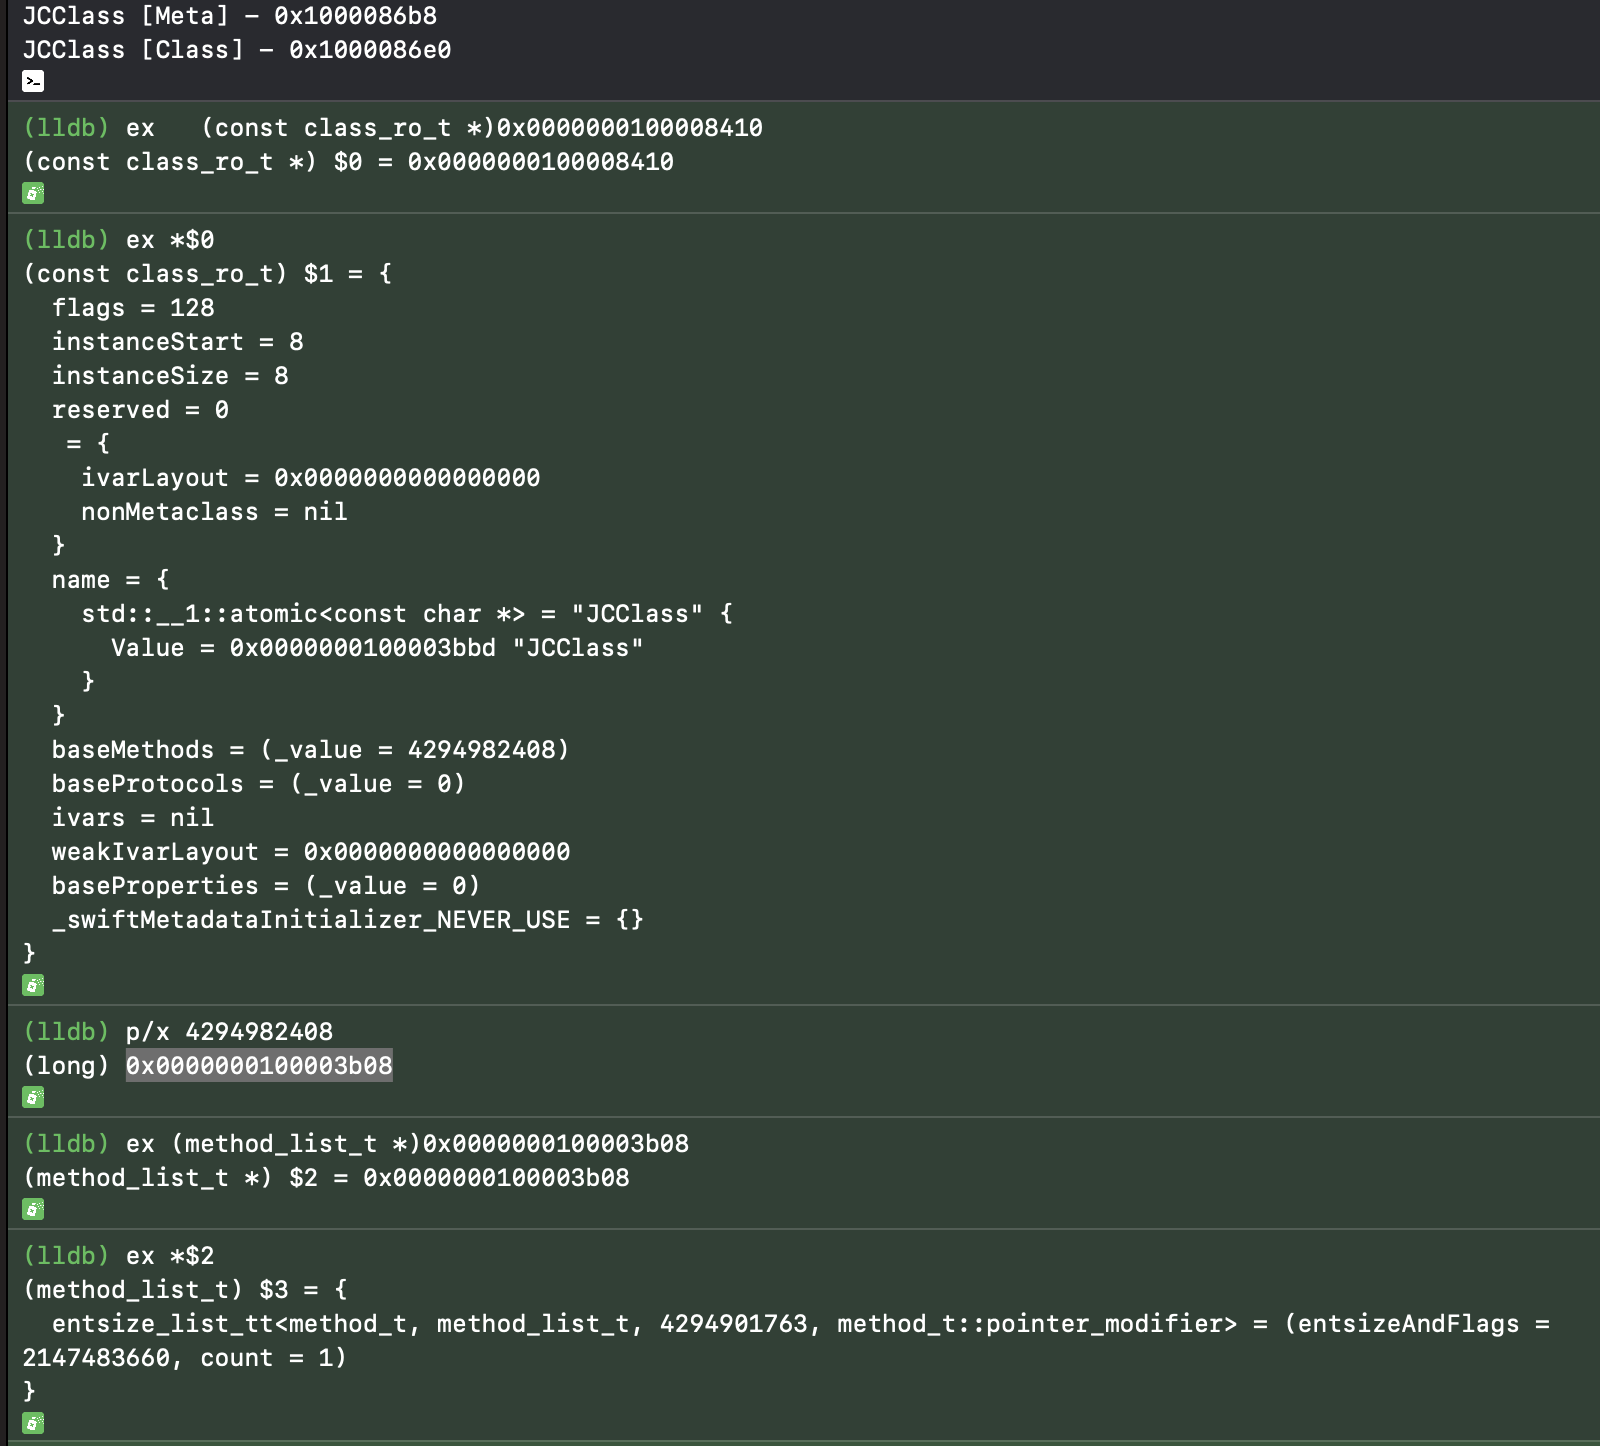 JCClass [Meta] – 0x1000086b8
JCClass [Class] – 0x1000086e0
>_
(lldb) ex   (const class_ro_t *)0x0000000100008410
(const class_ro_t *) $0 = 0x0000000100008410
(lldb) ex *$0
(const class_ro_t) $1 = {
  flags = 128
  instanceStart = 8
  instanceSize = 8
  reserved = 0
   = {
    ivarLayout = 0x0000000000000000
    nonMetaclass = nil
  }
  name = {
    std::__1::atomic<const char *> = "JCClass" {
      Value = 0x0000000100003bbd "JCClass"
    }
  }
  baseMethods = (_value = 4294982408)
  baseProtocols = (_value = 0)
  ivars = nil
  weakIvarLayout = 0x0000000000000000
  baseProperties = (_value = 0)
  _swiftMetadataInitializer_NEVER_USE = {}
}
(lldb) p/x 4294982408
(long) 0x0000000100003b08
(lldb) ex (method_list_t *)0x0000000100003b08
(method_list_t *) $2 = 0x0000000100003b08
(lldb) ex *$2
(method_list_t) $3 = {
  entsize_list_tt<method_t, method_list_t, 4294901763, method_t::pointer_modifier> = (entsizeAndFlags =
2147483660, count = 1)
}